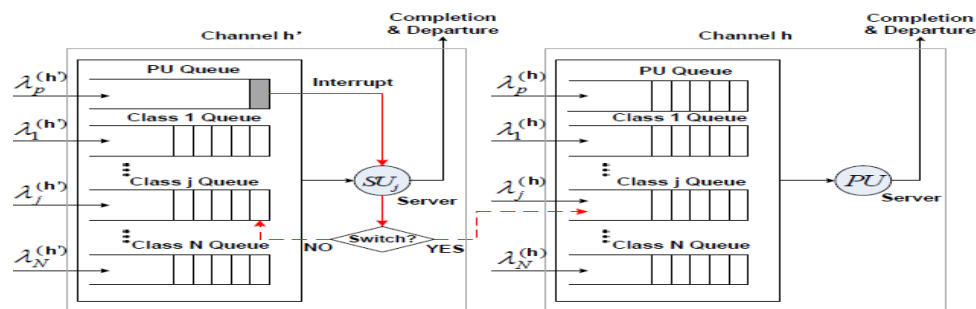 Completion
& Departure
Channel h'
PU Queue
λp(h')
Interrupt
Class 1 Queue
λ1(h')
Class j Queue
λj(h')
SUj
Server
Switch?
NO
YES
Class N Queue
λN(h')
Completion
& Departure
Channel h
PU Queue
λp(h)
Class 1 Queue
λ1(h)
Class j Queue
λj(h)
PU
Server
Class N Queue
λN(h)